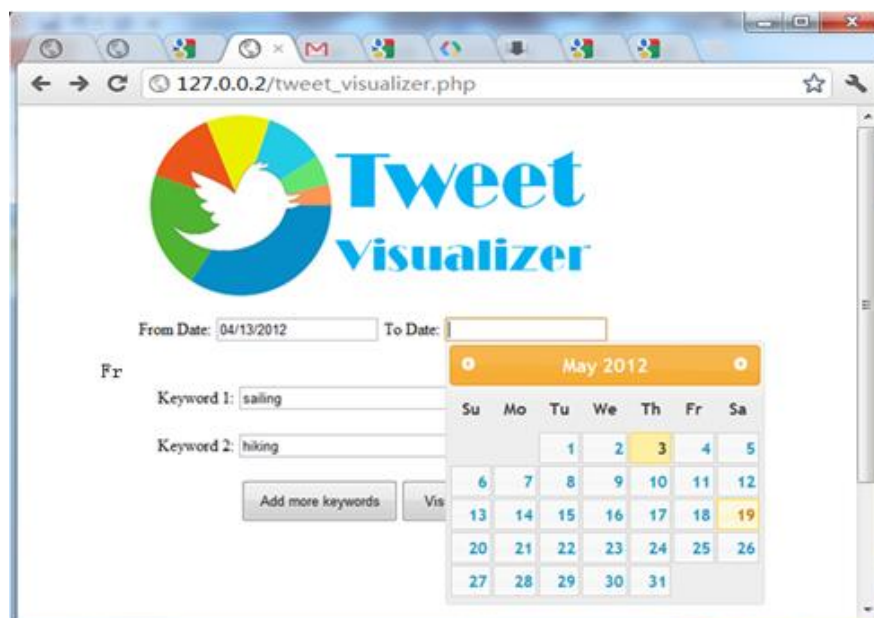 127.0.0.2/tweet_visualizer.php
Tweet
Visualizer
From Date: 04/13/2012 To Date:
Fr
Keyword 1: sailing
Keyword 2: hiking
Add more keywords Vis
May 2012
Su Mo Tu We Th Fr Sa
1 2 3 4 5
6 7 8 9 10 11 12
13 14 15 16 17 18 19
20 21 22 23 24 25 26
27 28 29 30 31